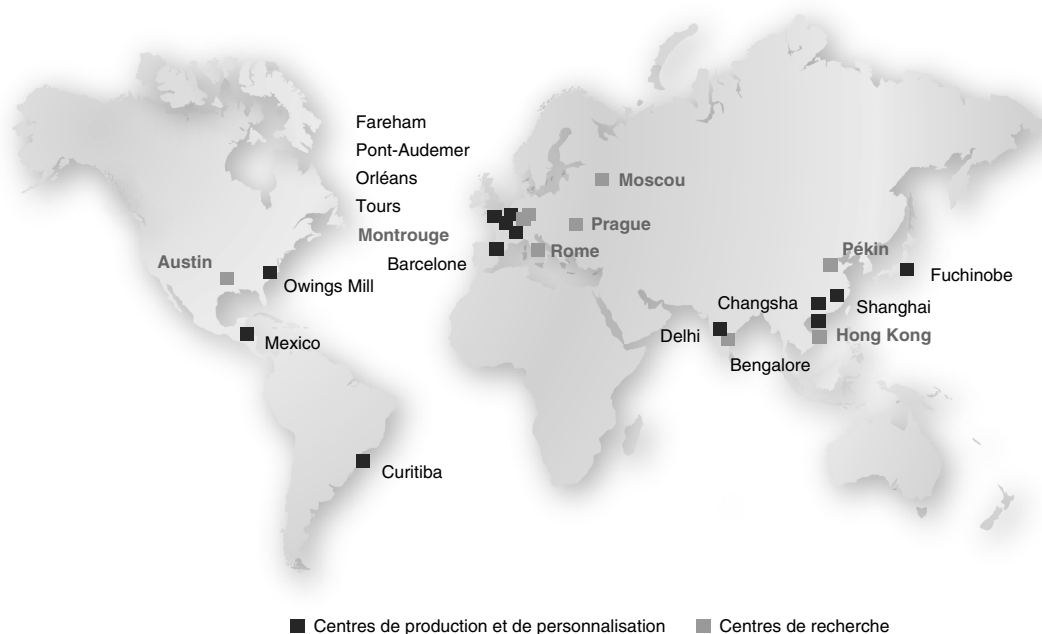 Fareham
Pont-Audemer
Orléans
Tours
Montrouge
Barcelone
Moscou
Prague
Rome
Austin
Owings Mill
Mexico
Curitiba
Pékin
Fuchinobe
Changsha
Shanghai
Delhi
Hong Kong
Bengalore
Centres de production et de personnalisation
Centres de recherche